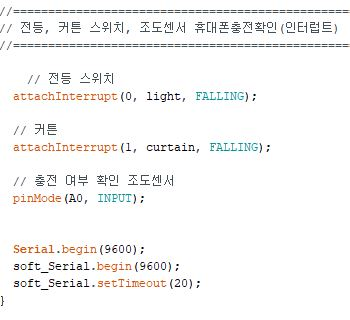 //==================================================
// 전등, 커튼 스위치, 조도센서 휴대폰충전확인(인터럽트)
//==================================================
// 전등 스위치
attachInterrupt(0, light, FALLING);
// 커튼
attachInterrupt(1, curtain, FALLING);
// 충전 여부 확인 조도센서
pinMode(A0, INPUT);
Serial.begin(9600);
soft_Serial.begin(9600);
soft_Serial.setTimeout(20);
}